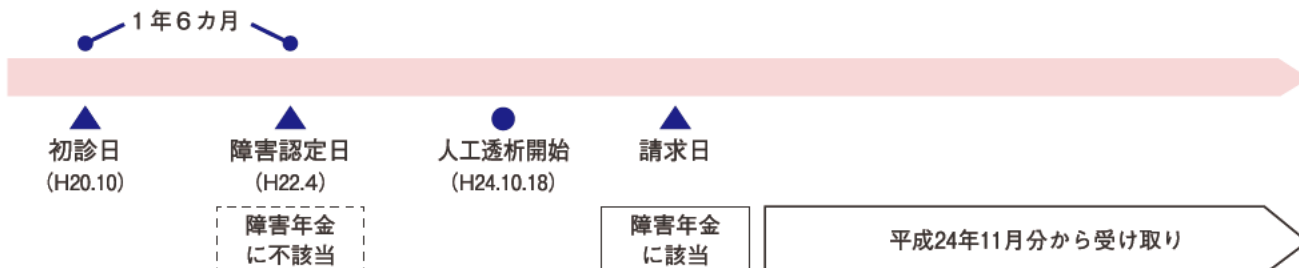 1年6カ月
初診日
(H20.10)
障害認定日
(H22.4)
人工透析開始
(H24.10.18)
請求日
障害年金
に不該当
障害年金
に該当
平成24年11月分から受け取り